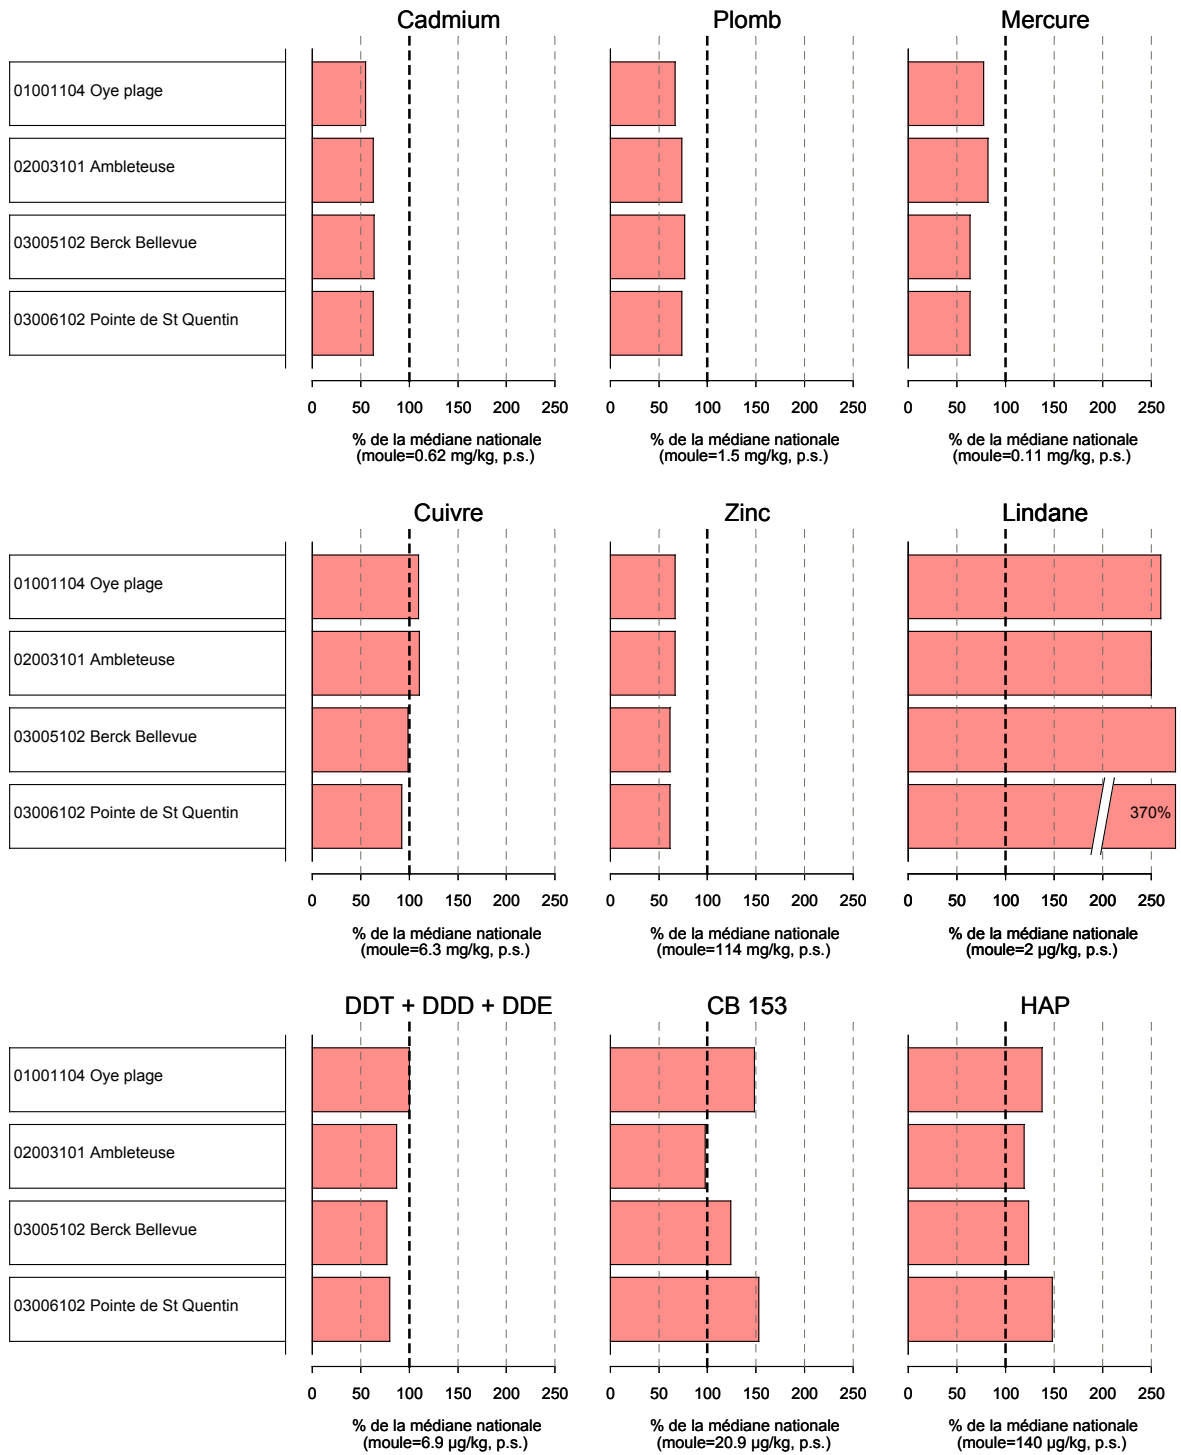 Cadmium Plomb Mercure
01001104 Oye plage
02003101 Ambleteuse
03005102 Berck Bellevue
03006102 Pointe de St Quentin
0 50 100 150 200 250 0 50 100 150 200 250 0 50 100 150 200 250
% de la médiane nationale % de la médiane nationale % de la médiane nationale
(moule=0.62 mg/kg, p.s.) (moule=1.5 mg/kg, p.s.) (moule=0.11 mg/kg, p.s.)
Cuivre Zinc Lindane
01001104 Oye plage
02003101 Ambleteuse
03005102 Berck Bellevue
03006102 Pointe de St Quentin 370%
0 50 100 150 200 250 0 50 100 150 200 250 0 50 100 150 200 250
% de la médiane nationale % de la médiane nationale % de la médiane nationale
(moule=6.3 mg/kg, p.s.) (moule=114 mg/kg, p.s.) (moule=2 µg/kg, p.s.)
DDT + DDD + DDE CB 153 HAP
01001104 Oye plage
02003101 Ambleteuse
03005102 Berck Bellevue
03006102 Pointe de St Quentin
0 50 100 150 200 250 0 50 100 150 200 250 0 50 100 150 200 250
% de la médiane nationale % de la médiane nationale % de la médiane nationale
(moule=6.9 µg/kg, p.s.) (moule=20.9 µg/kg, p.s.) (moule=140 µg/kg, p.s.)